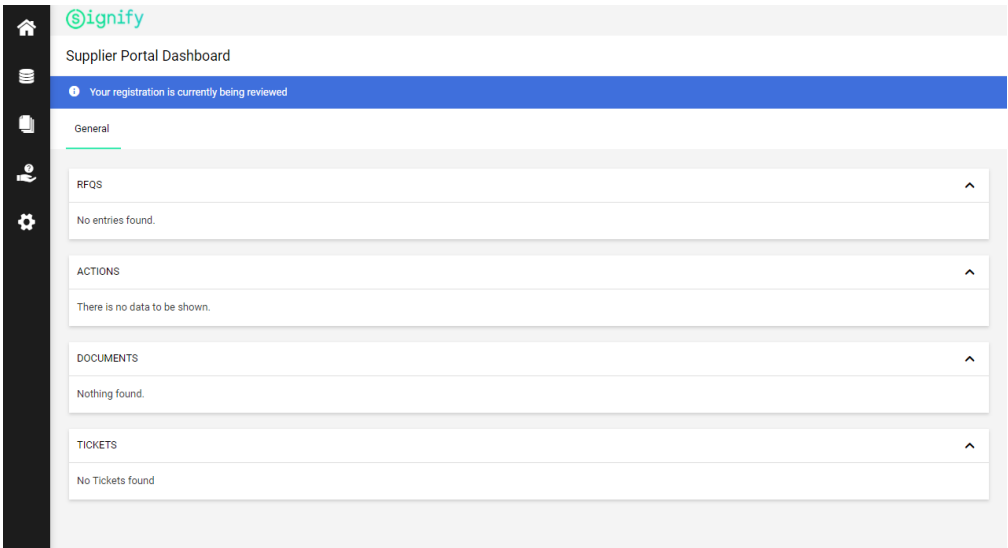 signify
Supplier Portal Dashboard
Your registration is currently being reviewed
General
RFQS
No entries found.
ACTIONS
There is no data to be shown.
DOCUMENTS
Nothing found.
TICKETS
No Tickets found